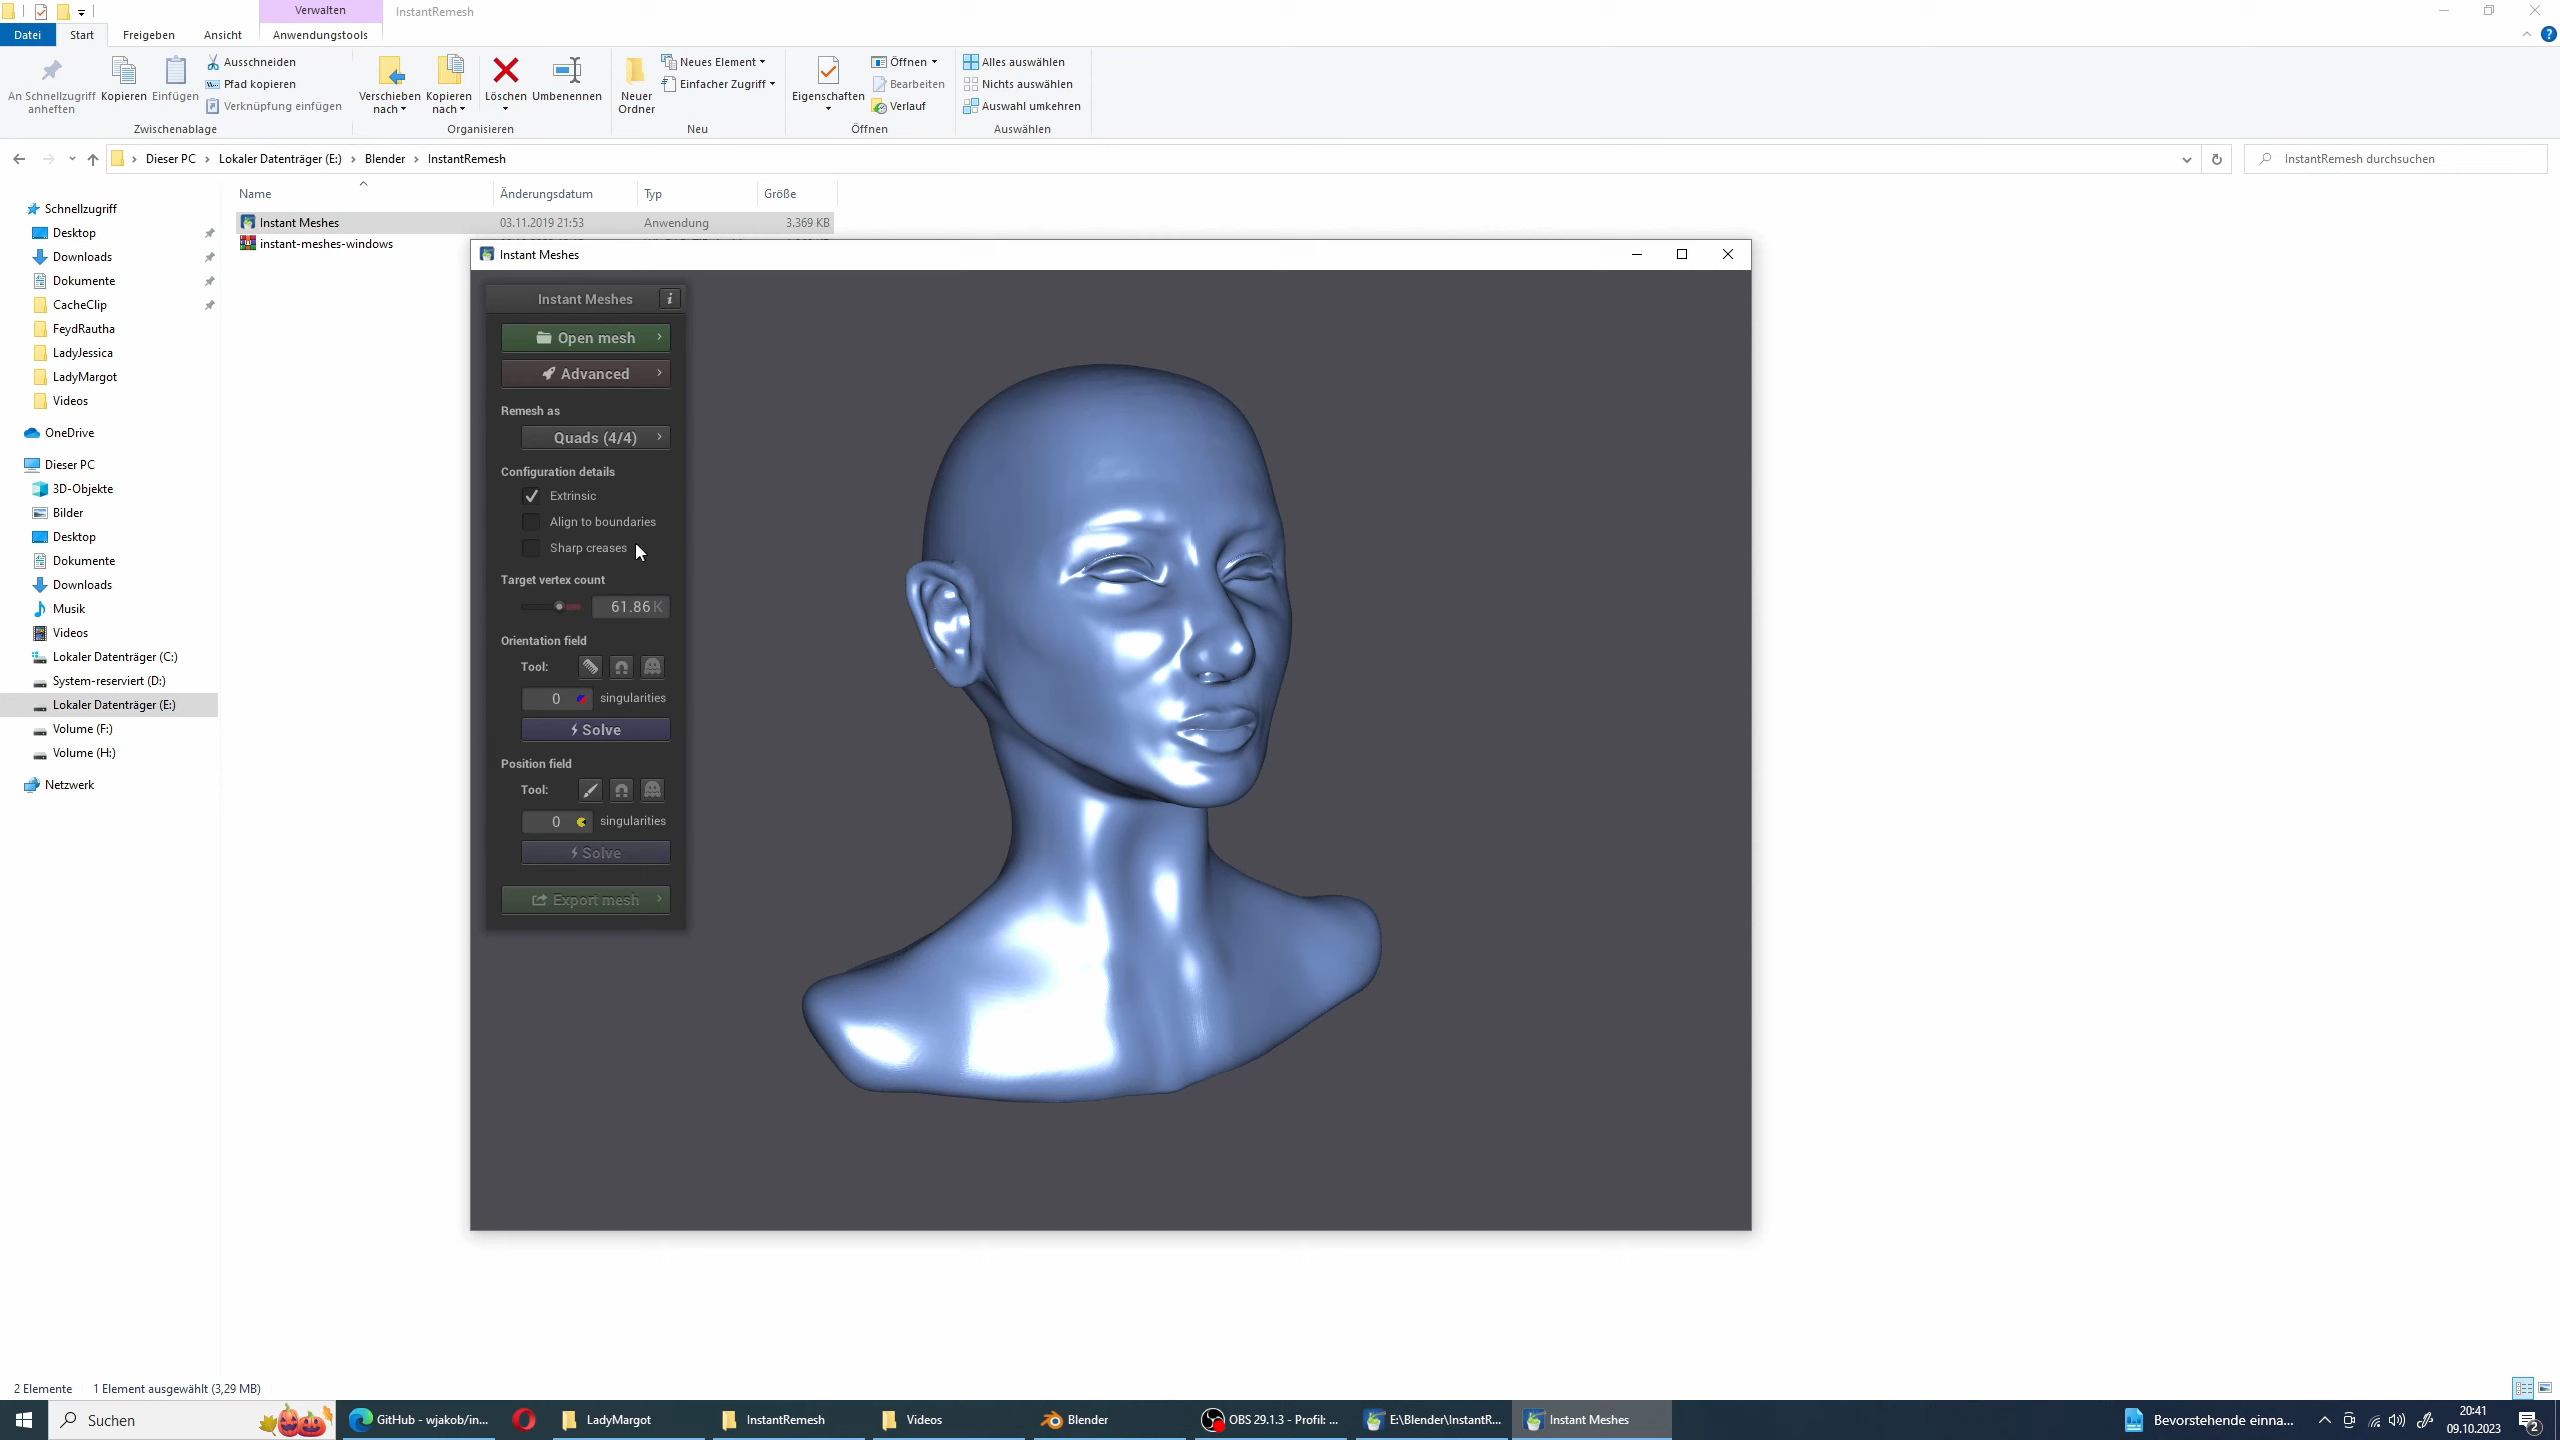 Verwalten
InstantRemesh
Datei
Start
Freigeben
Ansicht
Anwendungstools
An Schnellzugriff anheften
Kopieren
Einfügen
Ausschneiden
Pfad kopieren
Verknüpfung einfügen
Verschieben nach
Kopieren nach
Löschen
Umbenennen
Neuer Ordner
Neues Element
Einfacher Zugriff
Eigenschaften
Öffnen
Bearbeiten
Verlauf
Alles auswählen
Nichts auswählen
Auswahl umkehren
Zwischenablage
Organisieren
Neu
Öffnen
Auswählen
Dieser PC
Lokaler Datenträger (E:)
Blender
InstantRemesh
InstantRemesh durchsuchen
Name
Änderungsdatum
Typ
Größe
Instant Meshes
03.11.2019 21:53
Anwendung
3.369 KB
instant-meshes-windows
Schnellzugriff
Desktop
Downloads
Dokumente
CacheClip
FeydRautha
LadyJessica
LadyMargot
Videos
OneDrive
Dieser PC
3D-Objekte
Bilder
Desktop
Dokumente
Downloads
Musik
Videos
Lokaler Datenträger (C:)
System-reserviert (D:)
Lokaler Datenträger (E:)
Volume (F:)
Volume (H:)
Netzwerk
Instant Meshes
Instant Meshes
i
Open mesh
Advanced
Remesh as
Quads (4/4)
Configuration details
Extrinsic
Align to boundaries
Sharp creases
Target vertex count
61.86 K
Orientation field
Tool:
0 singularities
Solve
Position field
Tool:
0 singularities
Solve
Export mesh
2 Elemente
1 Element ausgewählt (3,29 MB)
Suchen
GitHub - wjakob/in...
LadyMargot
InstantRemesh
Videos
Blender
OBS 29.1.3 - Profil: ...
E:\Blender\InstantR...
Instant Meshes
Bevorstehende einna...
20:41
09.10.2023
2